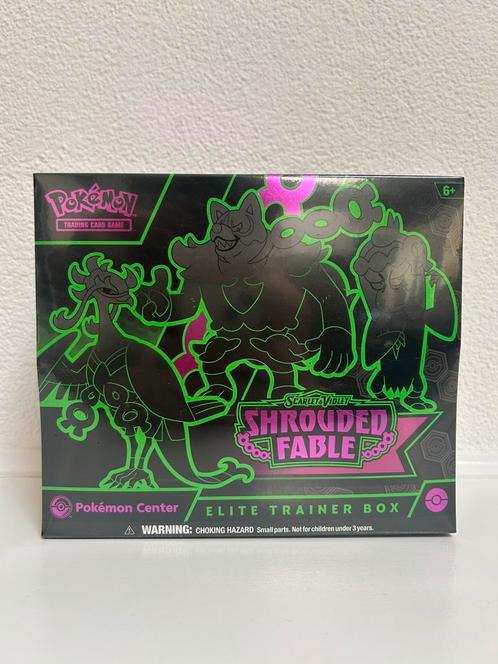 POKéMON
TRADING CARD GAME
6+
SCARLET & VIOLET
SHROUDED
FABLE
Pokémon Center
ELITE TRAINER BOX
WARNING: CHOKING HAZARD Small parts. Not for children under 3 years.